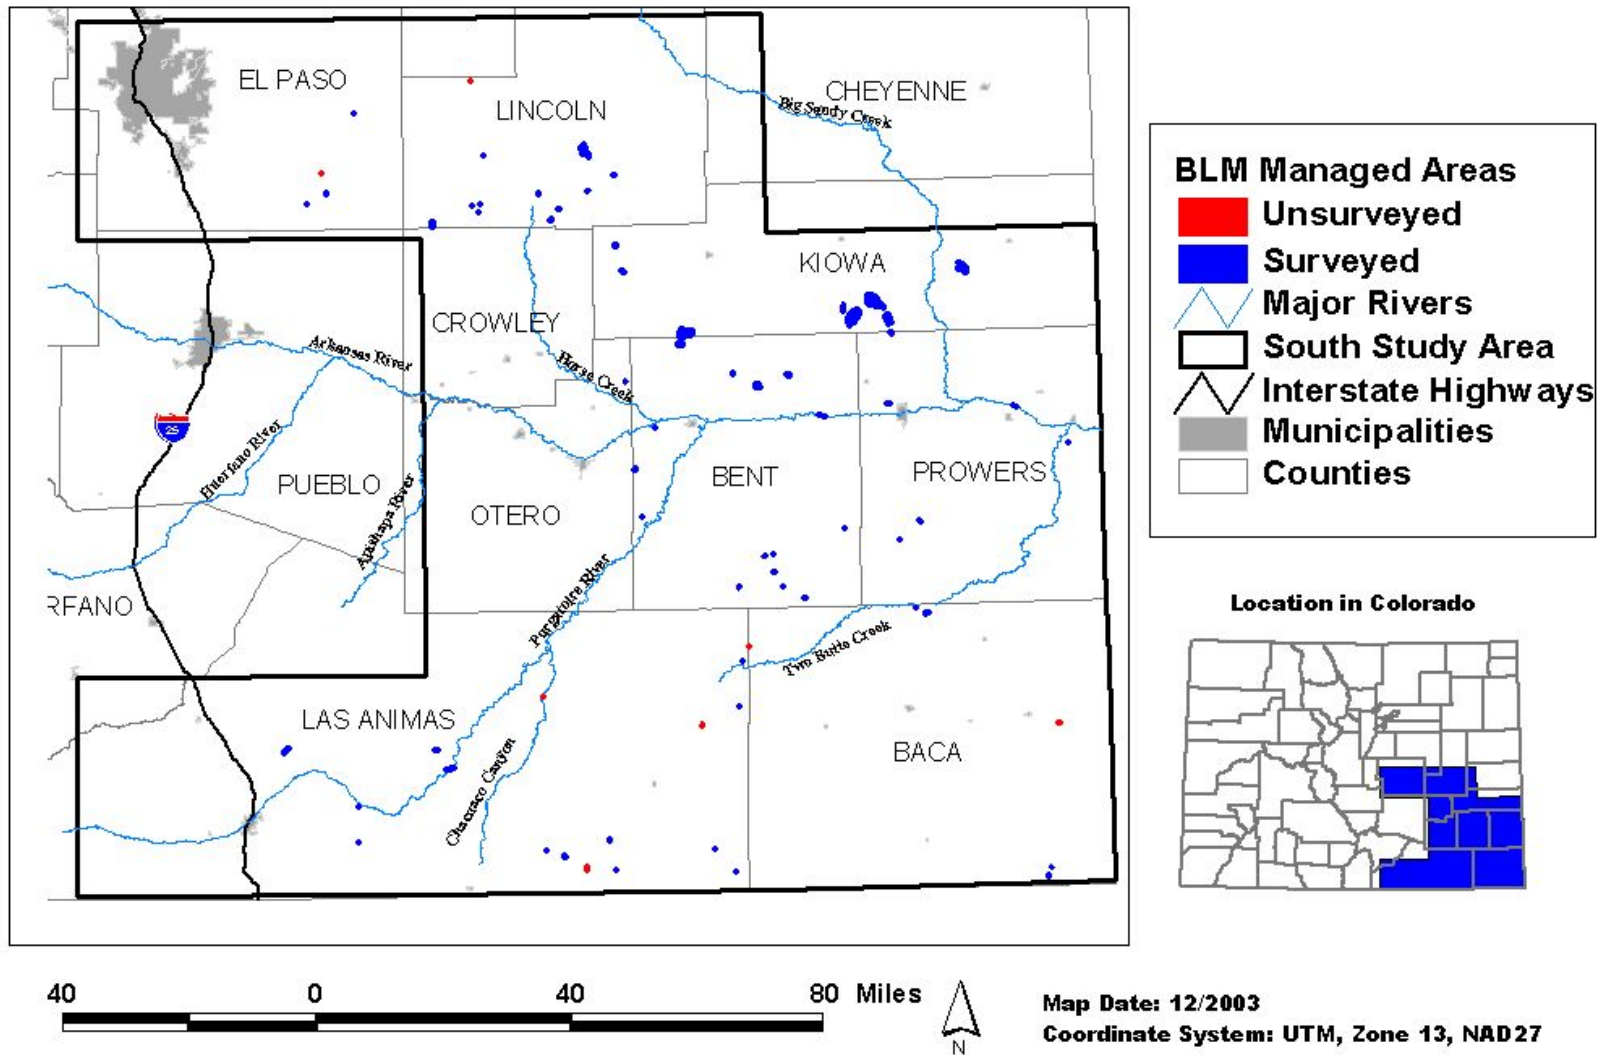 EL PASO
LINCOLN
CHEYENNE
Big Sandy Creek
KIOWA
CROWLEY
Arkansas River
Horse Creek
25
Huerfano River
PUEBLO
Apishapa River
OTERO
BENT
PROWERS
RFANO
Purgatoire River
Two Butte Creek
LAS ANIMAS
Chacuaco Canyon
BACA
BLM Managed Areas
Unsurveyed
Surveyed
Major Rivers
South Study Area
Interstate Highways
Municipalities
Counties
Location in Colorado
40 0 40 80 Miles
N
Map Date: 12/2003
Coordinate System: UTM, Zone 13, NAD27